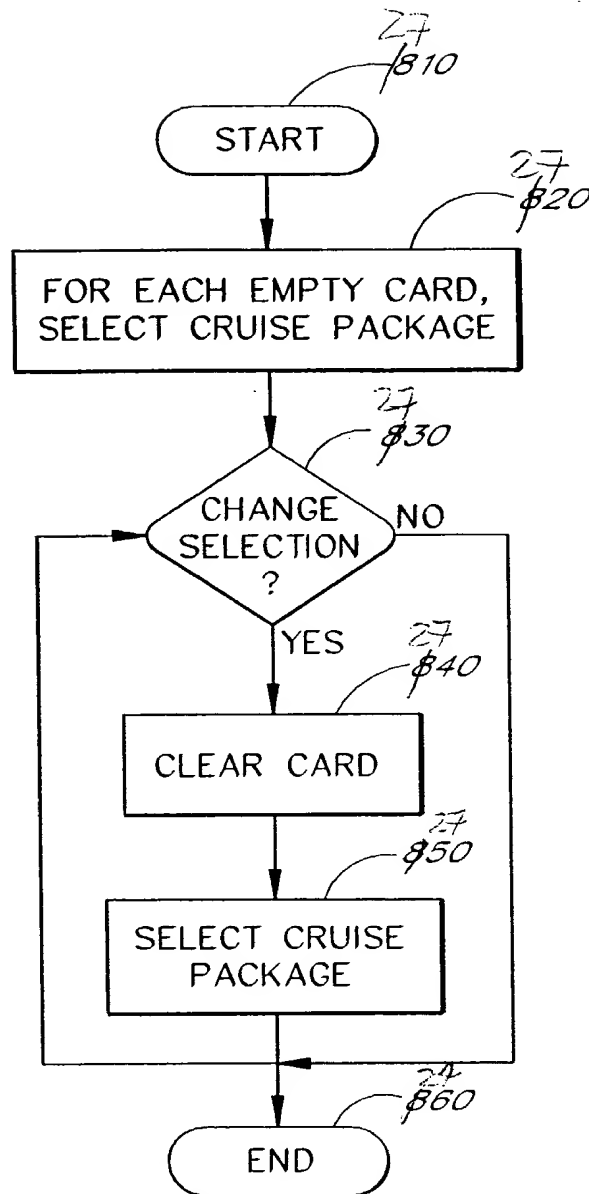 27
810
START
27
820
FOR EACH EMPTY CARD,
SELECT CRUISE PACKAGE
27
830
CHANGE
SELECTION
?
NO
YES
27
840
CLEAR CARD
27
850
SELECT CRUISE
PACKAGE
27
860
END